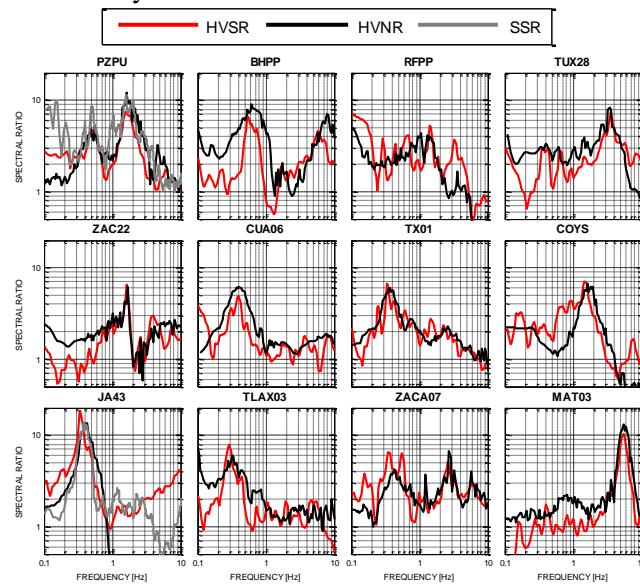 HVSR HVNR SSR
PZPU BHPP RFPP TUX28
SPECTRAL RATIO
10
1
ZAC22 CUA06 TX01 COYS
SPECTRAL RATIO
10
1
JA43 TLAX03 ZACA07 MAT03
SPECTRAL RATIO
10
1
0.1 1 10 0.1 1 10 0.1 1 10 0.1 1 1
FREQUENCY [Hz] FREQUENCY [Hz] FREQUENCY [Hz] FREQUENCY [Hz]